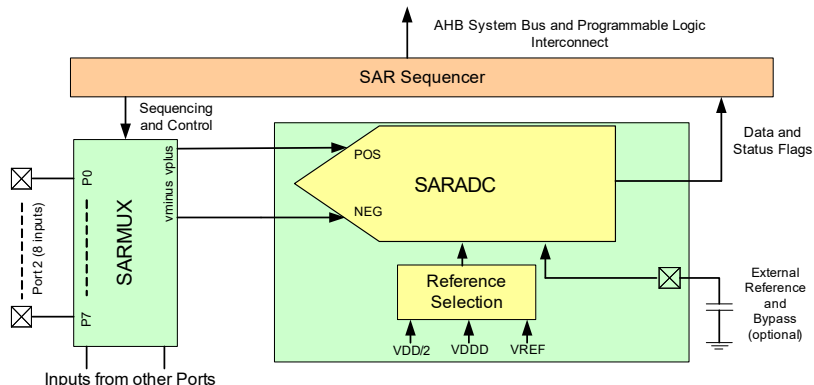 AHB System Bus and Programmable Logic
Interconnect
SAR Sequencer
Sequencing
and Control
Data and
Status Flags
vminus vplus
POS
NEG
SARADC
P0
P7
Port 2 (8 inputs)
SARMUX
Reference
Selection
VDD/2
VDDD
VREF
External
Reference
and
Bypass
(optional)
Inputs from other Ports